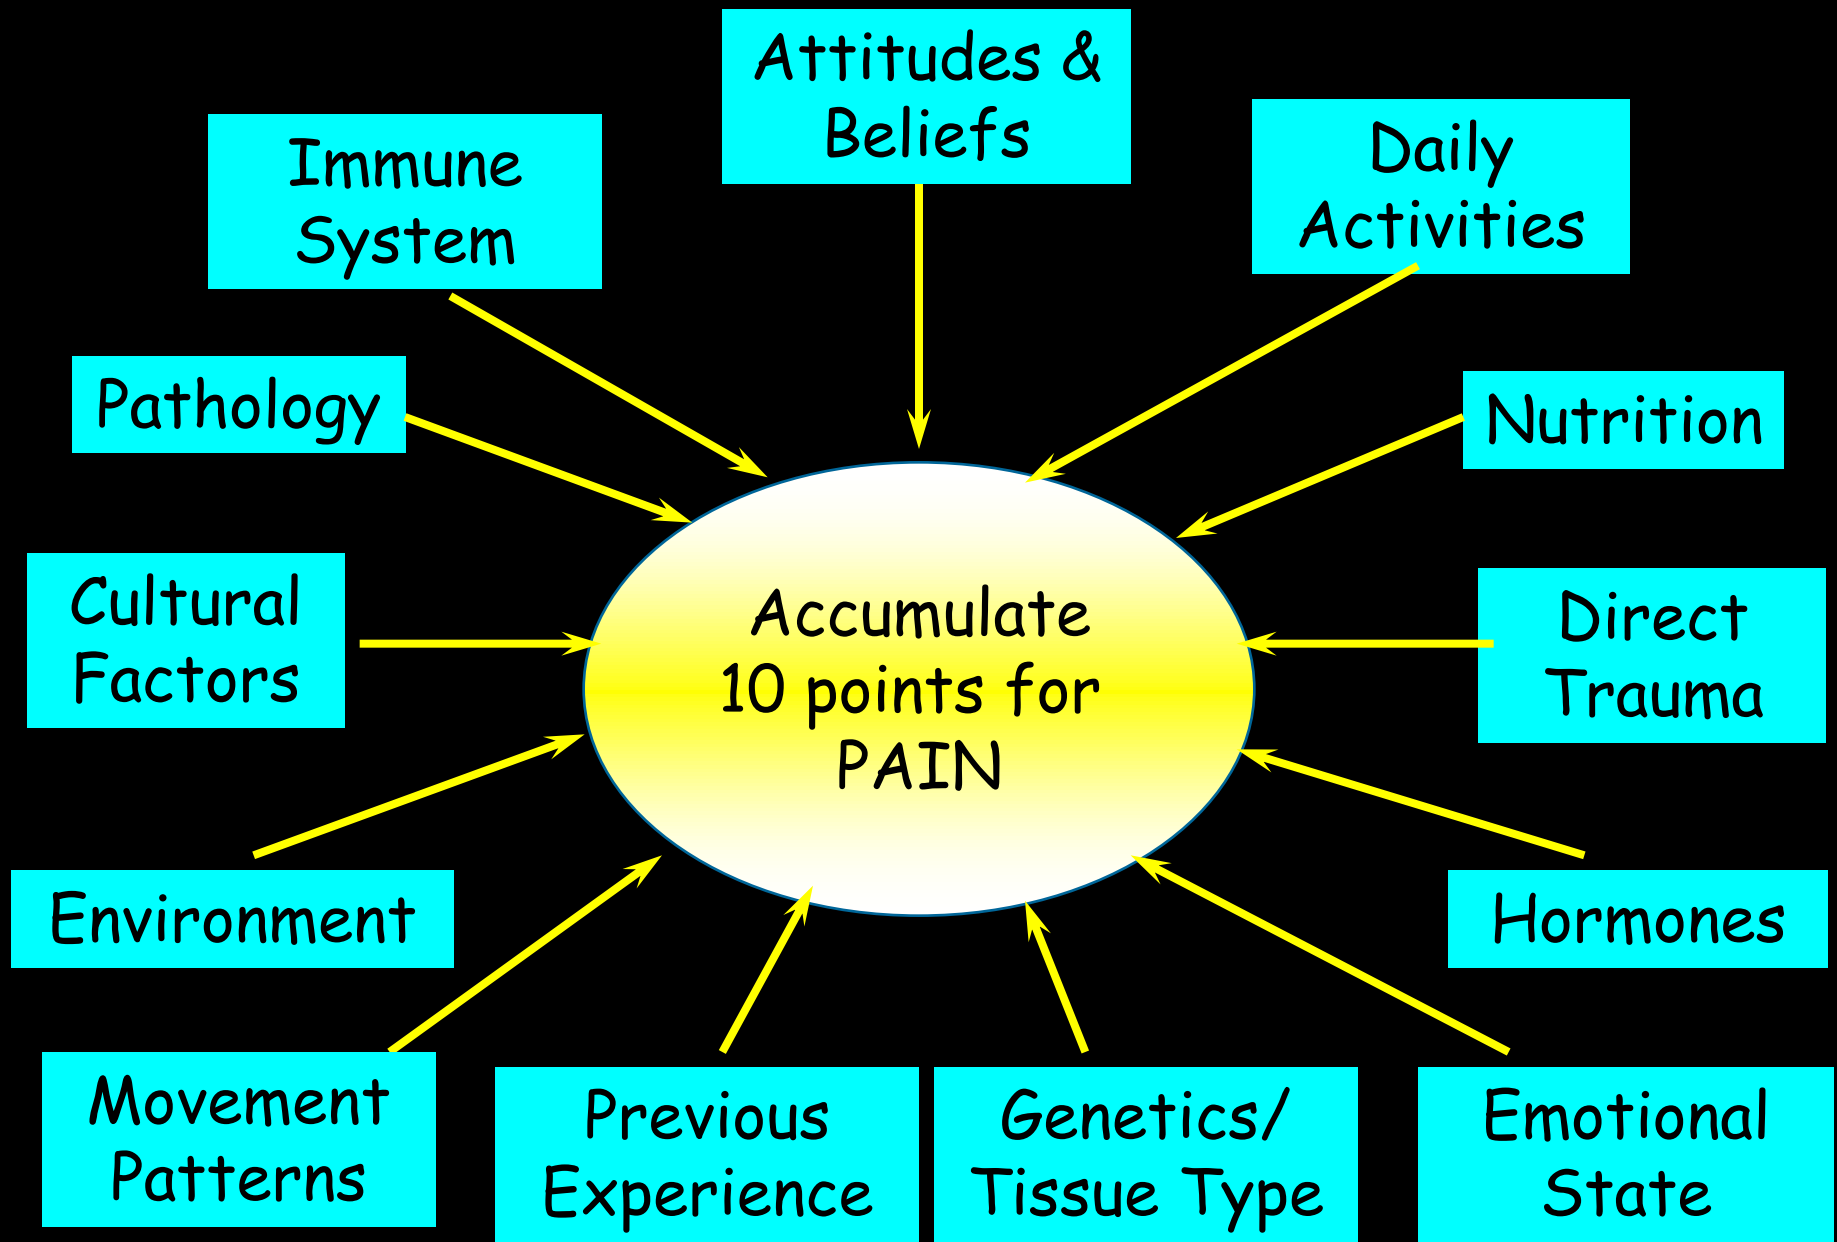 Attitudes &
Beliefs
Immune
System
Daily
Activities
Pathology
Nutrition
Cultural
Factors
Accumulate
10 points for
PAIN
Direct
Trauma
Environment
Hormones
Movement
Patterns
Previous
Experience
Genetics/
Tissue Type
Emotional
State